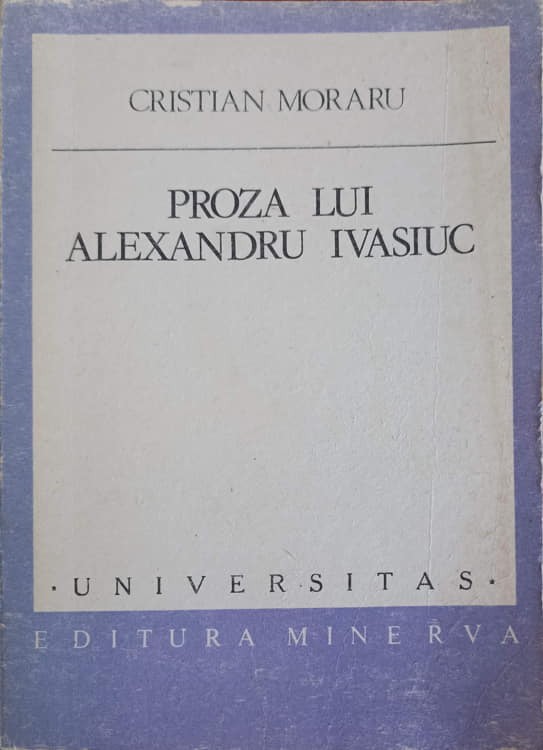 CRISTIAN MORARU
PROZA LUI
ALEXANDRU IVASIUC
· UNIVERSITAS ·
EDITURA MINERVA